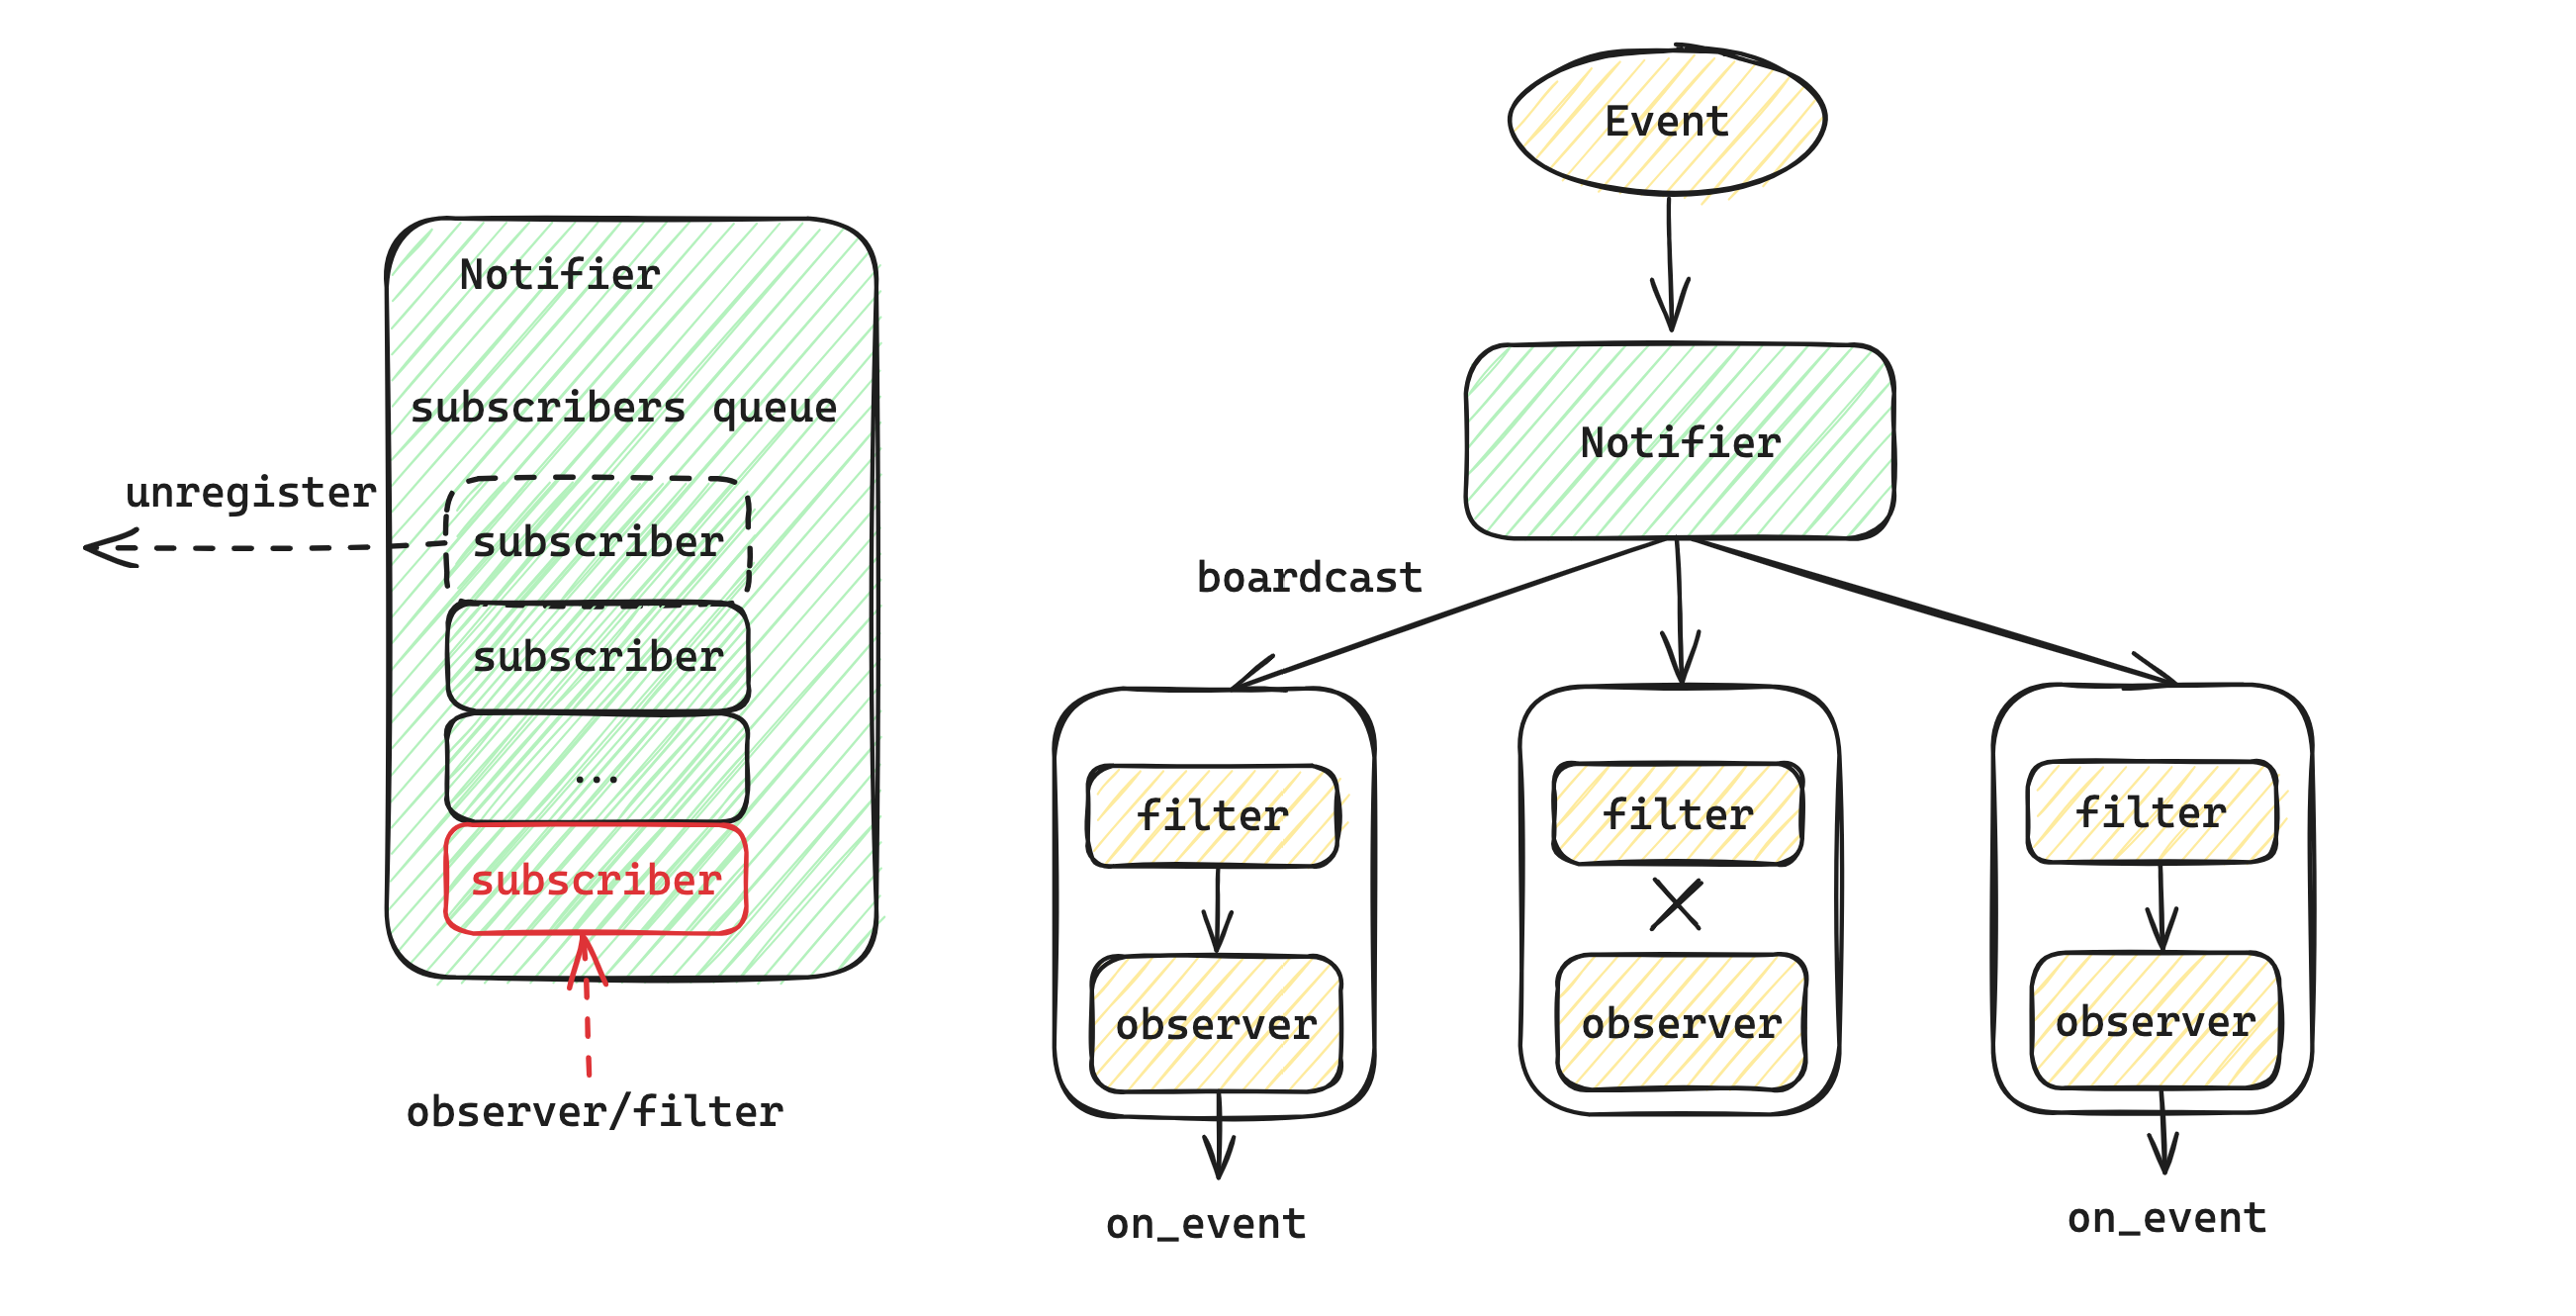 Notifier
subscribers queue
unregister
subscriber
subscriber
...
subscriber
observer/filter
Event
Notifier
boardcast
filter
observer
on_event
filter
observer
filter
observer
on_event